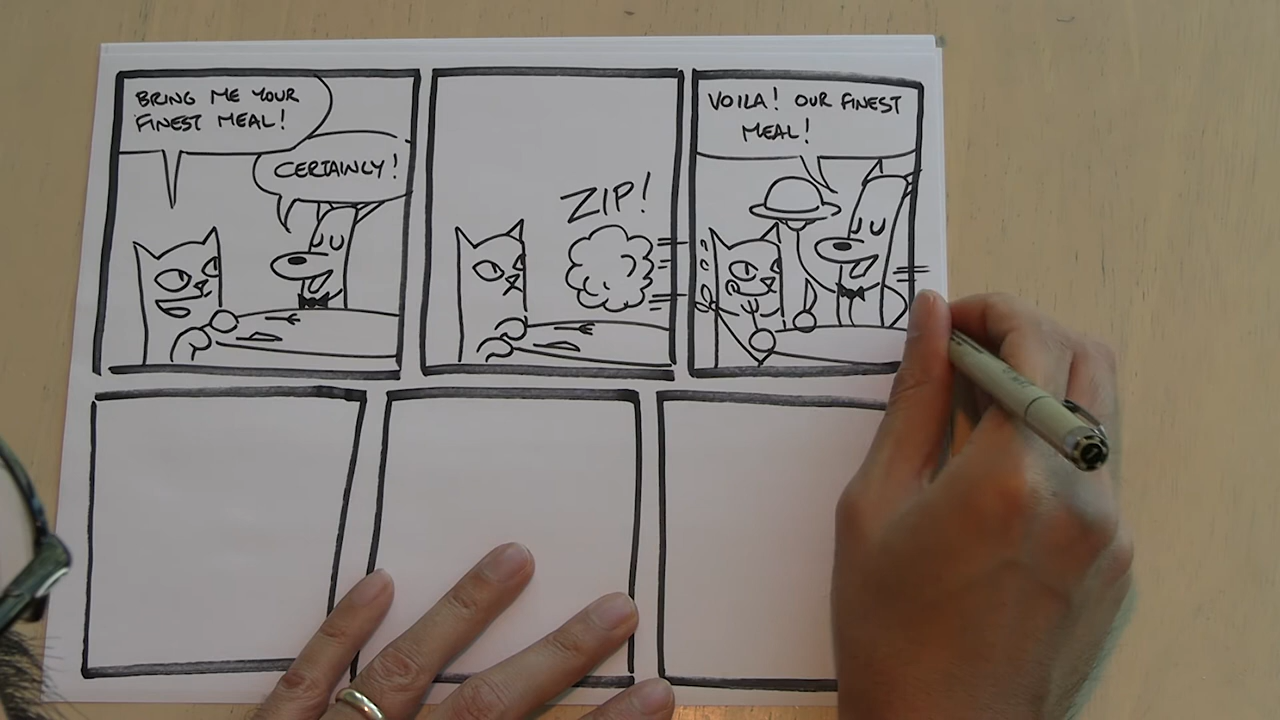 BRING ME YOUR
FINEST MEAL!
CERTAINLY!
ZIP!
VOILA! OUR FINEST
MEAL!